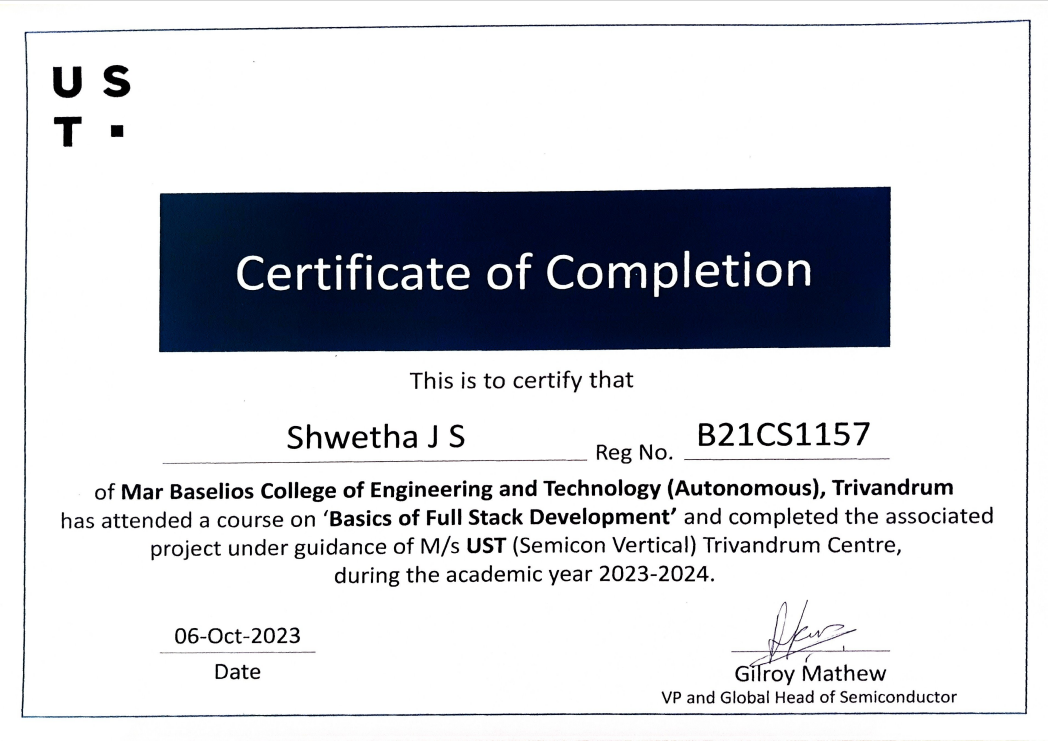 U S
T
Certificate of Completion
This is to certify that
Shwetha J S Reg No. B21CS1157
of Mar Baselios College of Engineering and Technology (Autonomous), Trivandrum
has attended a course on ‘Basics of Full Stack Development’ and completed the associated
project under guidance of M/s UST (Semicon Vertical) Trivandrum Centre,
during the academic year 2023-2024.
06-Oct-2023
Date
Gilroy Mathew
VP and Global Head of Semiconductor